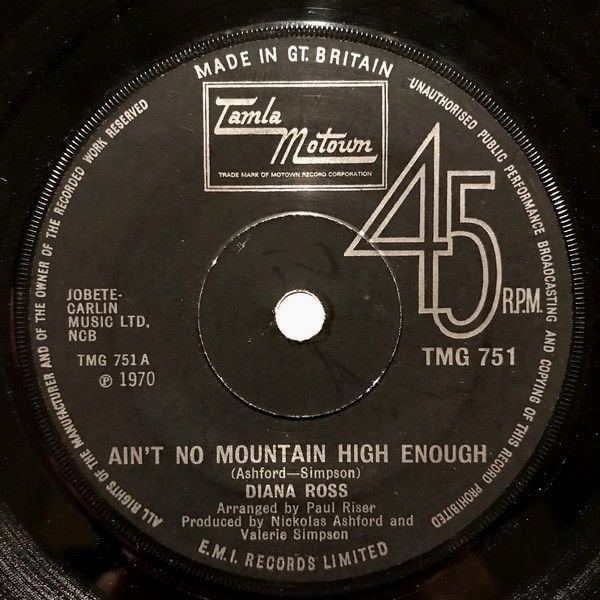 MADE IN GT. BRITAIN
UNAUTHORISED PUBLIC PERFORMANCE BROADCASTING AND COPYING OF THIS RECORD PROHIBITED
ALL RIGHTS OF THE MANUFACTURER AND OF THE OWNER OF THE RECORDED WORK RESERVED
Tamla
Motown
TRADE MARK OF MOTOWN RECORD CORPORATION
45
R.P.M.
JOBETE-
CARLIN
MUSIC LTD,
NCB
TMG 751 A
℗ 1970
TMG 751
AIN'T NO MOUNTAIN HIGH ENOUGH
(Ashford—Simpson)
DIANA ROSS
Arranged by Paul Riser
Produced by Nickolas Ashford and
Valerie Simpson
E.M.I. RECORDS LIMITED